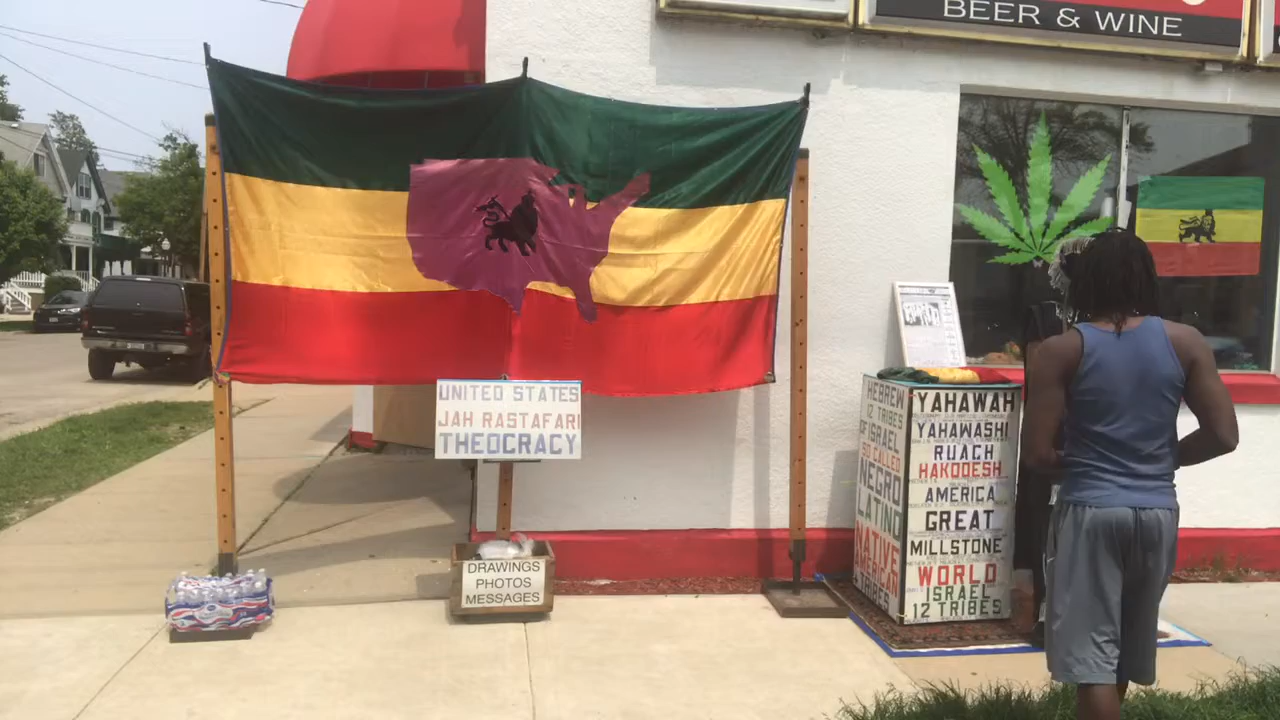 BEER & WINE
UNITED STATES
JAH RASTAFARI
THEOCRACY
DRAWINGS
PHOTOS
MESSAGES
HEBREW
12 TRIBES
OF ISRAEL
SO CALLED
NEGRO
LATINO
NATIVE
AMERICAN
TRIBES
YAHAWAH
YAHAWASHI
RUACH
HAKODESH
AMERICA
GREAT
MILLSTONE
WORLD
ISRAEL
12 TRIBES